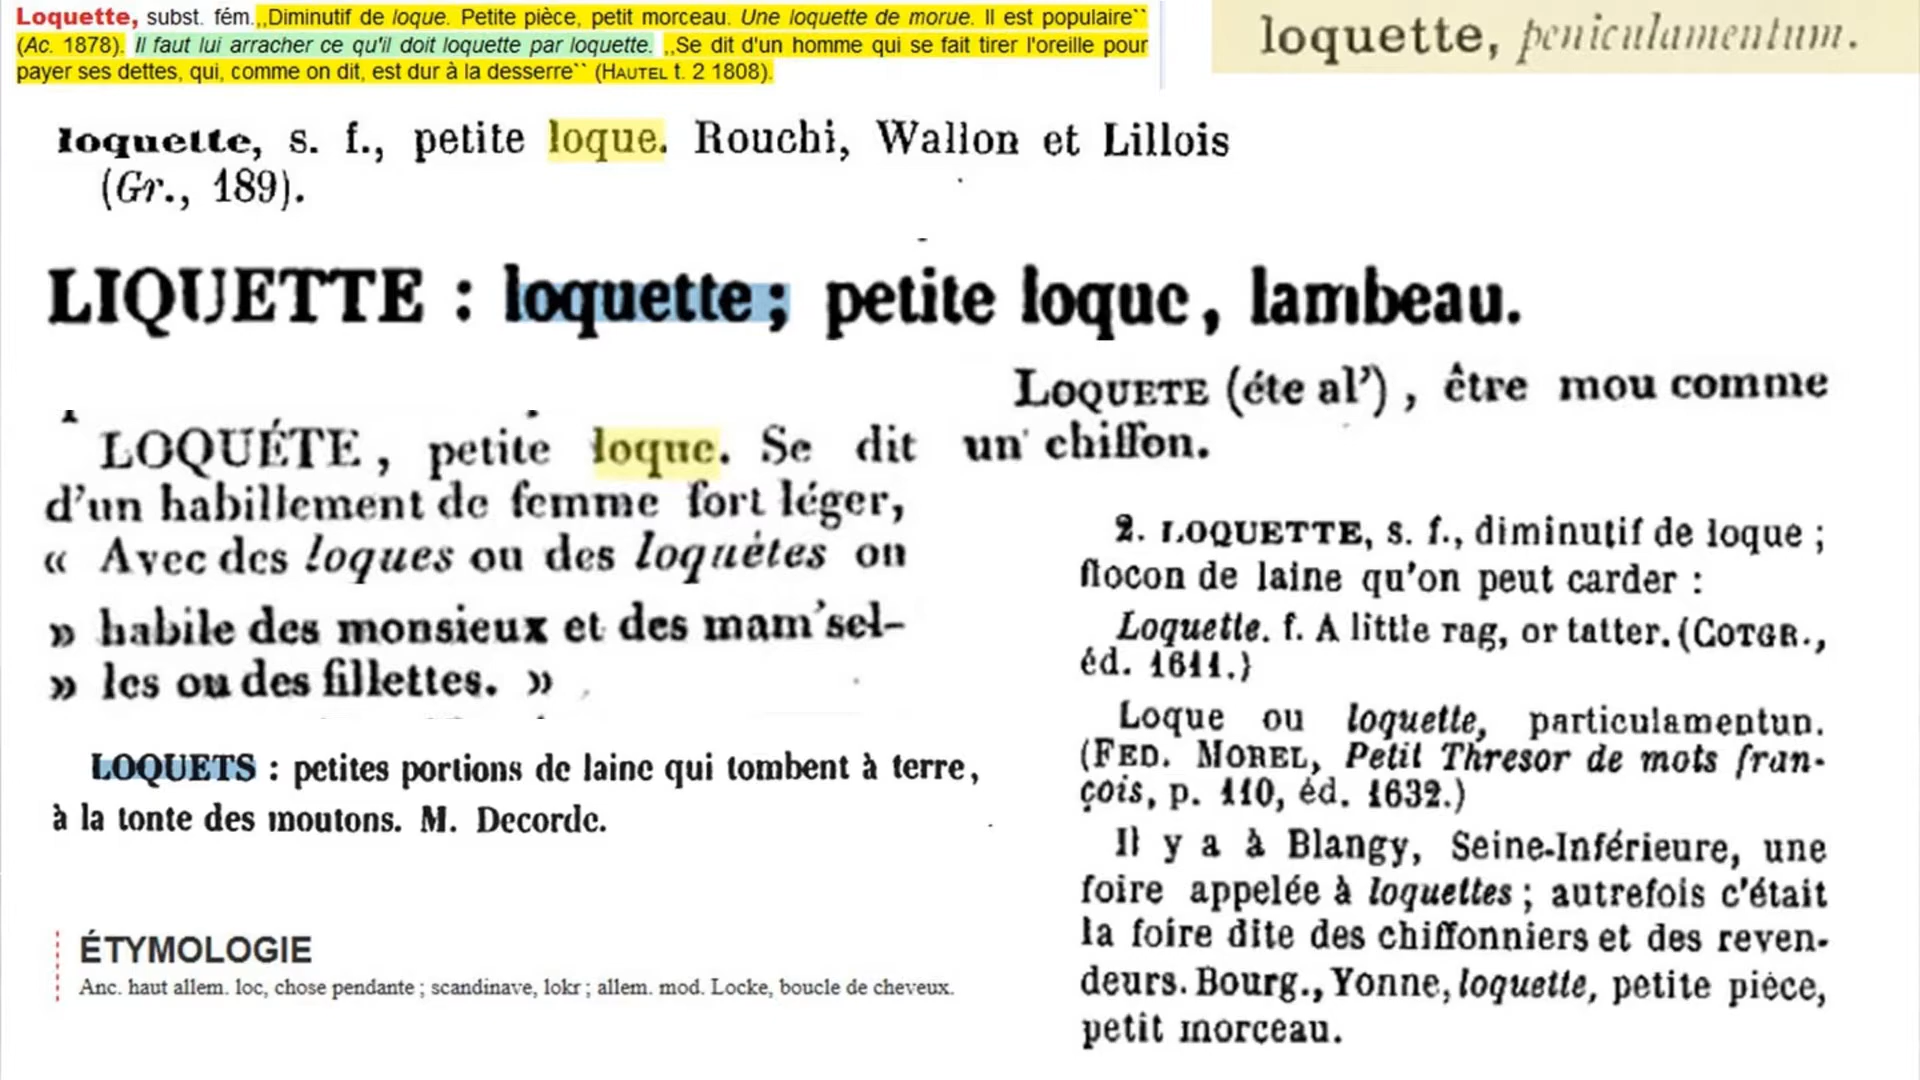 Loquette, subst. fém.,,Diminutif de loque. Petite pièce, petit morceau. Une loquette de morue. Il est populaire``
(Ac. 1878). Il faut lui arracher ce qu'il doit loquette par loquette. ,,Se dit d'un homme qui se fait tirer l'oreille pour
payer ses dettes, qui, comme on dit, est dur à la desserre`` (HAUTEL t. 2 1808).
loquette, peniculamentum.
loquette, s. f., petite loque. Rouchi, Wallon et Lillois
(Gr., 189).
LIQUETTE : loquette; petite loque, lambeau.
LOQUETE (éte al'), être mou comme
un chiffon.
LOQUÉTE, petite loque. Se dit
d'un habillement de femme fort léger,
« Avec des loques ou des loquètes on
» habile des monsieux et des mam'sel-
» les ou des fillettes. »
LOQUETS : petites portions de laine qui tombent à terre,
à la tonte des moutons. M. Decorde.
ÉTYMOLOGIE
Anc. haut allem. loc, chose pendante ; scandinave, lokr ; allem. mod. Locke, boucle de cheveux.
2. LOQUETTE, s. f., diminutif de loque ;
flocon de laine qu'on peut carder :
Loquette. f. A little rag, or tatter. (COTGR.,
éd. 1611.)
Loque ou loquette, particulamentun.
(FED. MOREL, Petit Thresor de mots fran-
çois, p. 110, éd. 1632.)
Il y a à Blangy, Seine-Inférieure, une
foire appelée à loquettes ; autrefois c'était
la foire dite des chiffonniers et des reven-
deurs. Bourg., Yonne, loquette, petite pièce,
petit morceau.